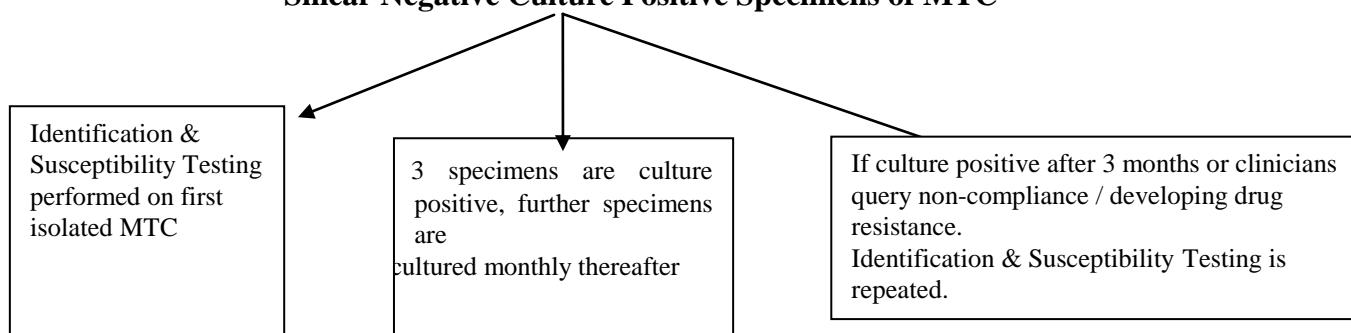 Smear Negative Culture Positive Specimens of MTC
Identification &
Susceptibility Testing
performed on first
isolated MTC
3 specimens are culture
positive, further specimens
are
cultured monthly thereafter
If culture positive after 3 months or clinicians
query non-compliance / developing drug
resistance.
Identification & Susceptibility Testing is
repeated.